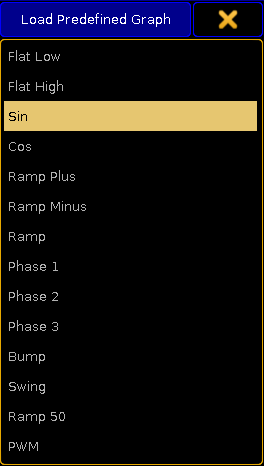 Load Predefined Graph
Flat Low
Flat High
Sin
Cos
Ramp Plus
Ramp Minus
Ramp
Phase 1
Phase 2
Phase 3
Bump
Swing
Ramp 50
PWM